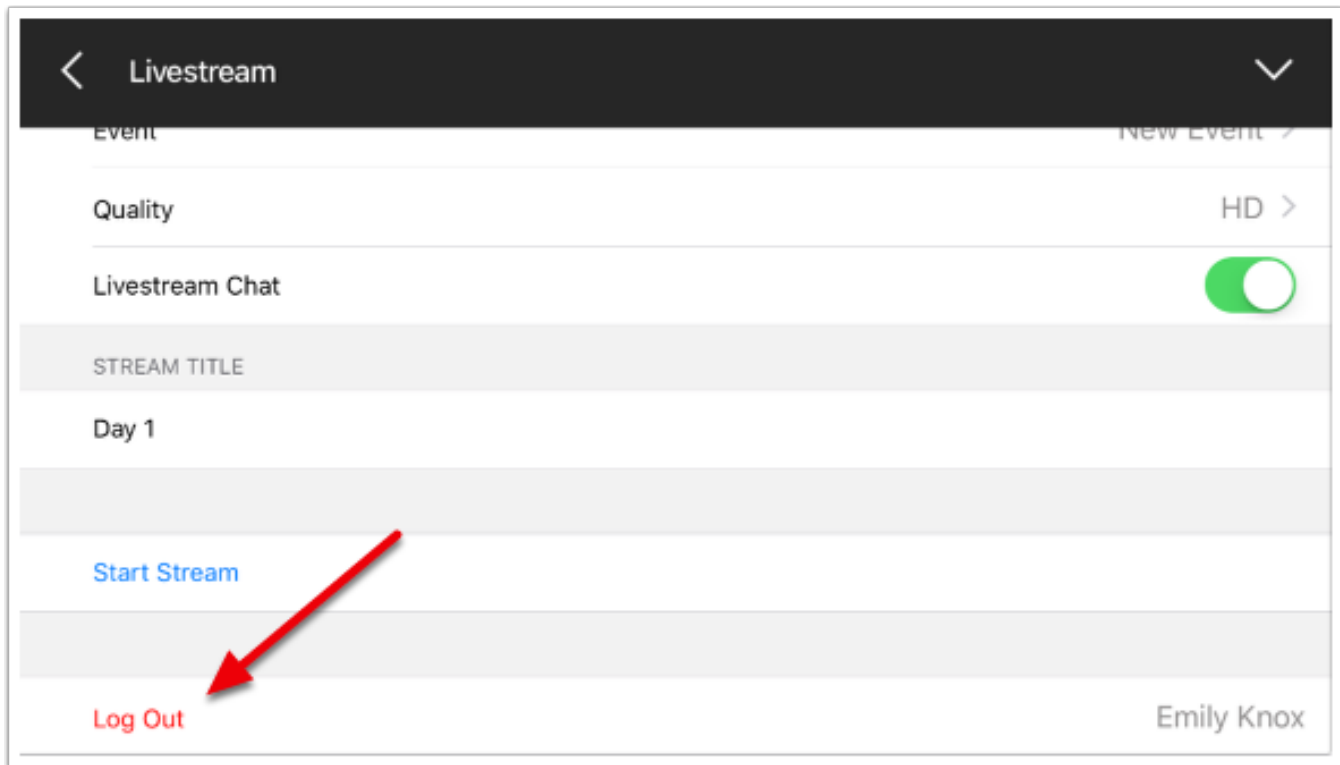 Livestream
Event New Event
Quality HD
Livestream Chat
STREAM TITLE
Day 1
Start Stream
Log Out Emily Knox